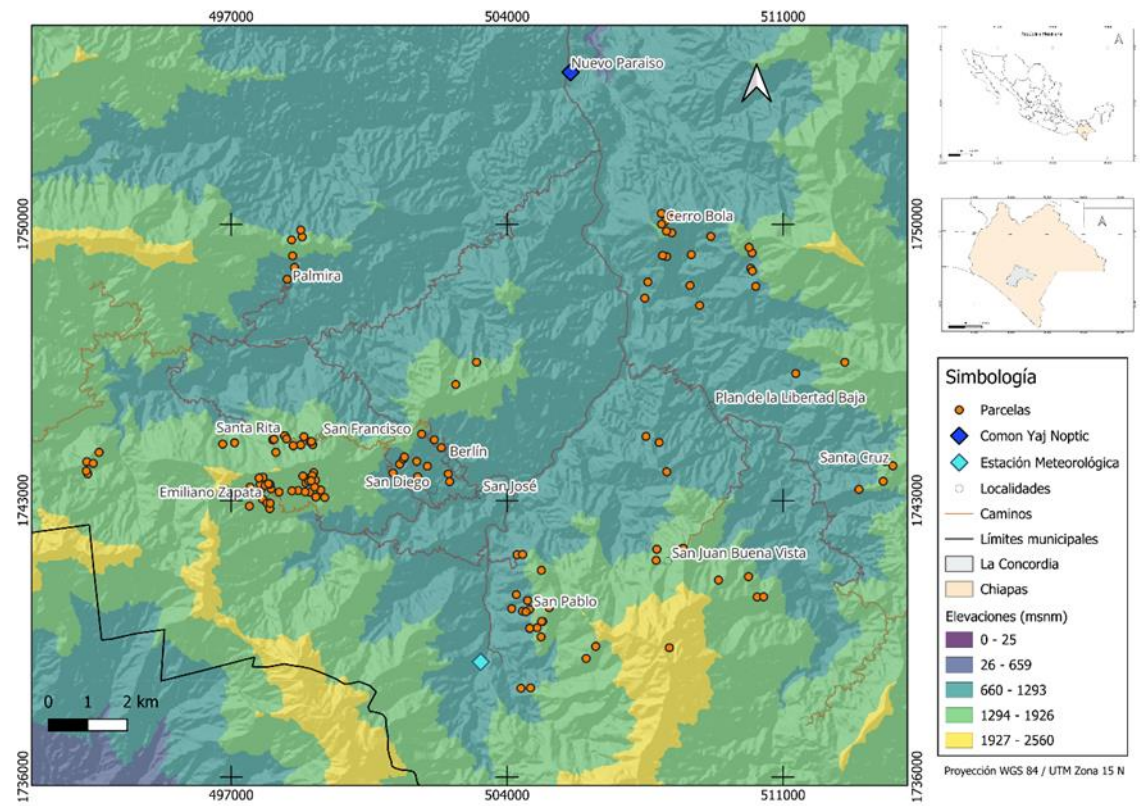 497000
504000
511000
1750000
1743000
1736000
Nuevo Paraiso
Cerro Bola
Palmira
Plan de la Libertad Baja
Santa Rita
San Francisco
Berlín
Santa Cruz
Emiliano Zapata
San Diego
San José
San Juan Buena Vista
San Pablo
0 1 2 km
1750000
1743000
1736000
497000
504000
511000
A
A
Simbología
Parcelas
Comon Yaj Noptic
Estación Meteorológica
Localidades
Caminos
Límites municipales
La Concordia
Chiapas
Elevaciones (msnm)
0 - 25
26 - 659
660 - 1293
1294 - 1926
1927 - 2560
Proyección WGS 84 / UTM Zona 15 N